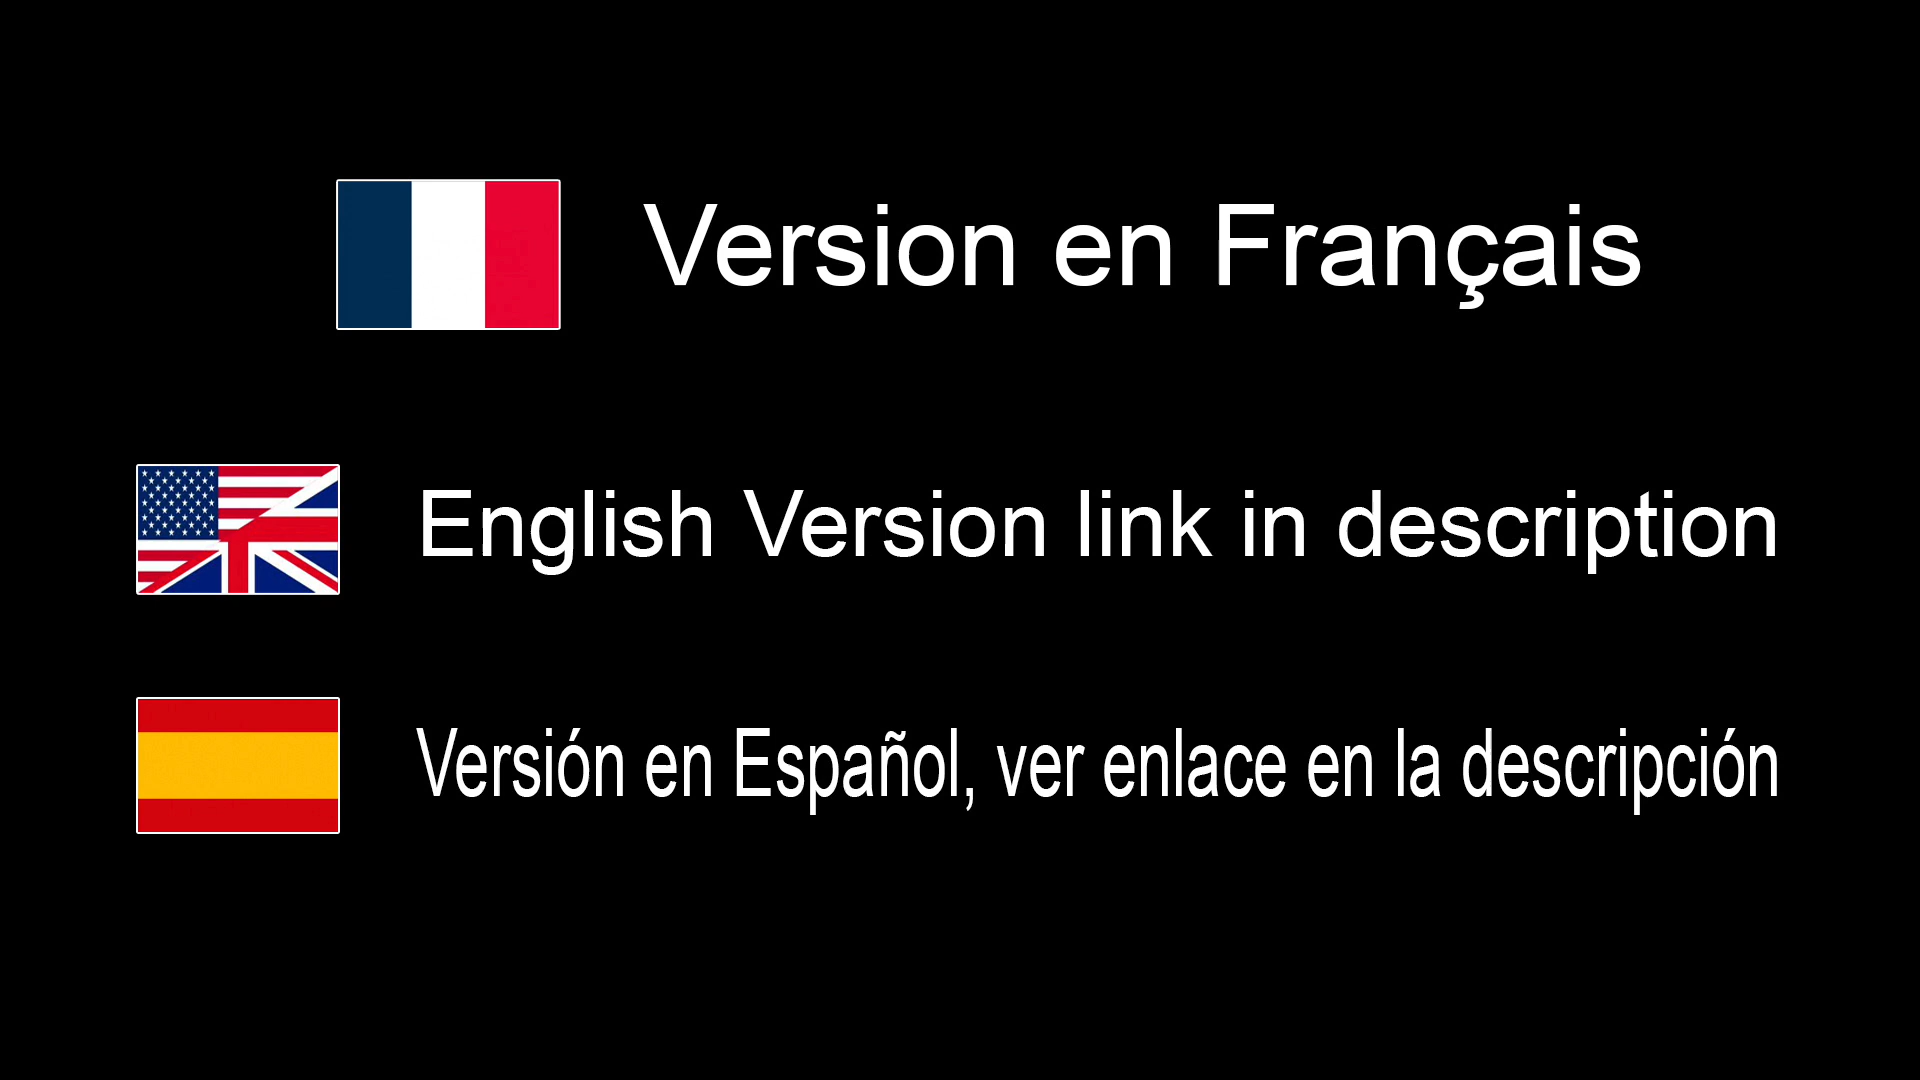 Version en Français
English Version link in description
Versión en Español, ver enlace en la descripción